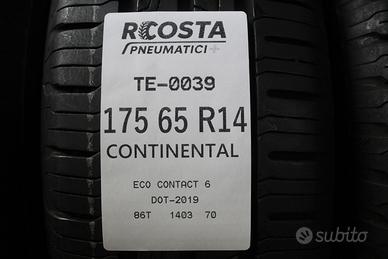 RCOSTA
PNEUMATICI+
TE-0039
175 65 R14
CONTINENTAL
ECO CONTACT 6
DOT-2019
86T 1403 70
subito